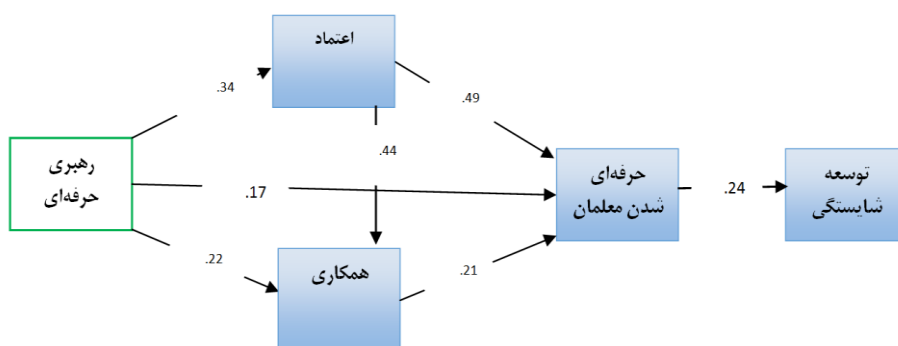 اعتماد
.34
.49
رهبری
حرفه‌ای
.44
.17
حرفه‌ای
شدن معلمان
.24
توسعه
شایستگی
.22
همکاری
.21